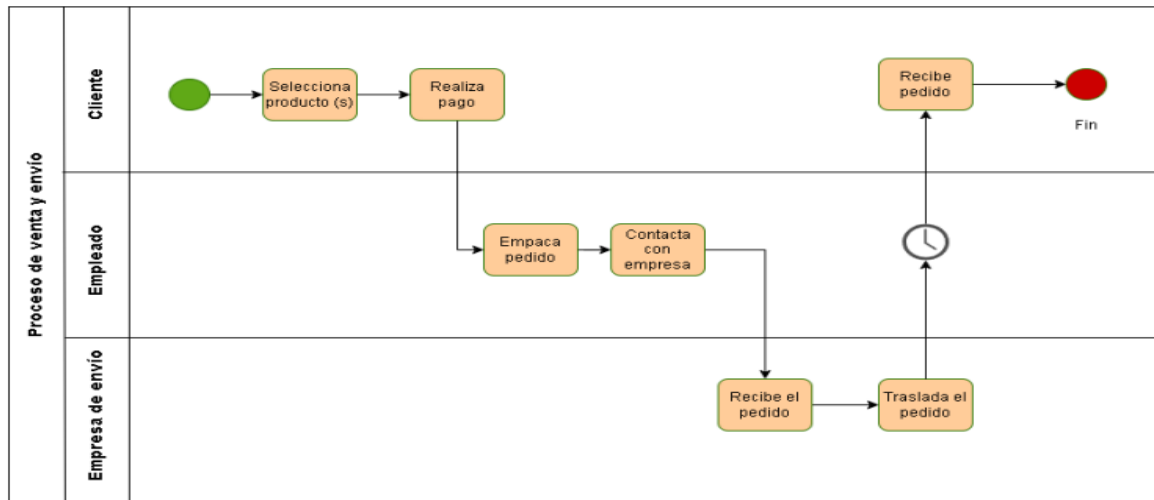 Proceso de venta y envío
Cliente
Selecciona
producto (s)
Realiza
pago
Recibe
pedido
Fin
Empleado
Empaca
pedido
Contacta
con
empresa
Empresa de envío
Recibe el
pedido
Traslada el
pedido